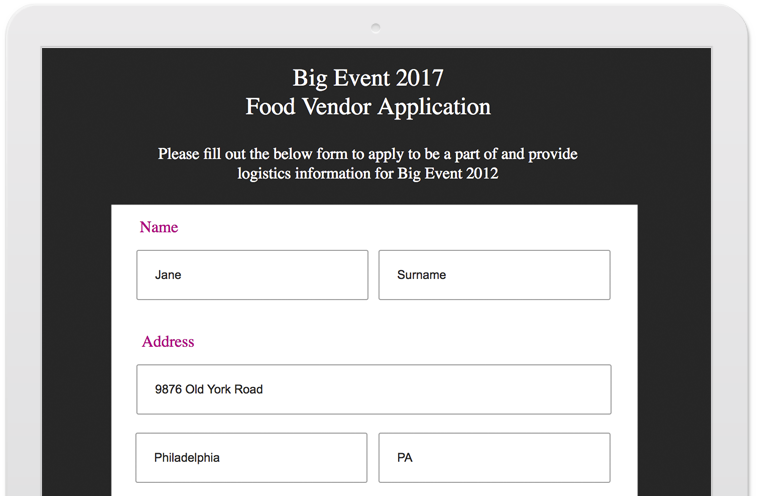 Big Event 2017
Food Vendor Application
Please fill out the below form to apply to be a part of and provide
logistics information for Big Event 2012
Name
Jane Surname
Address
9876 Old York Road
Philadelphia PA